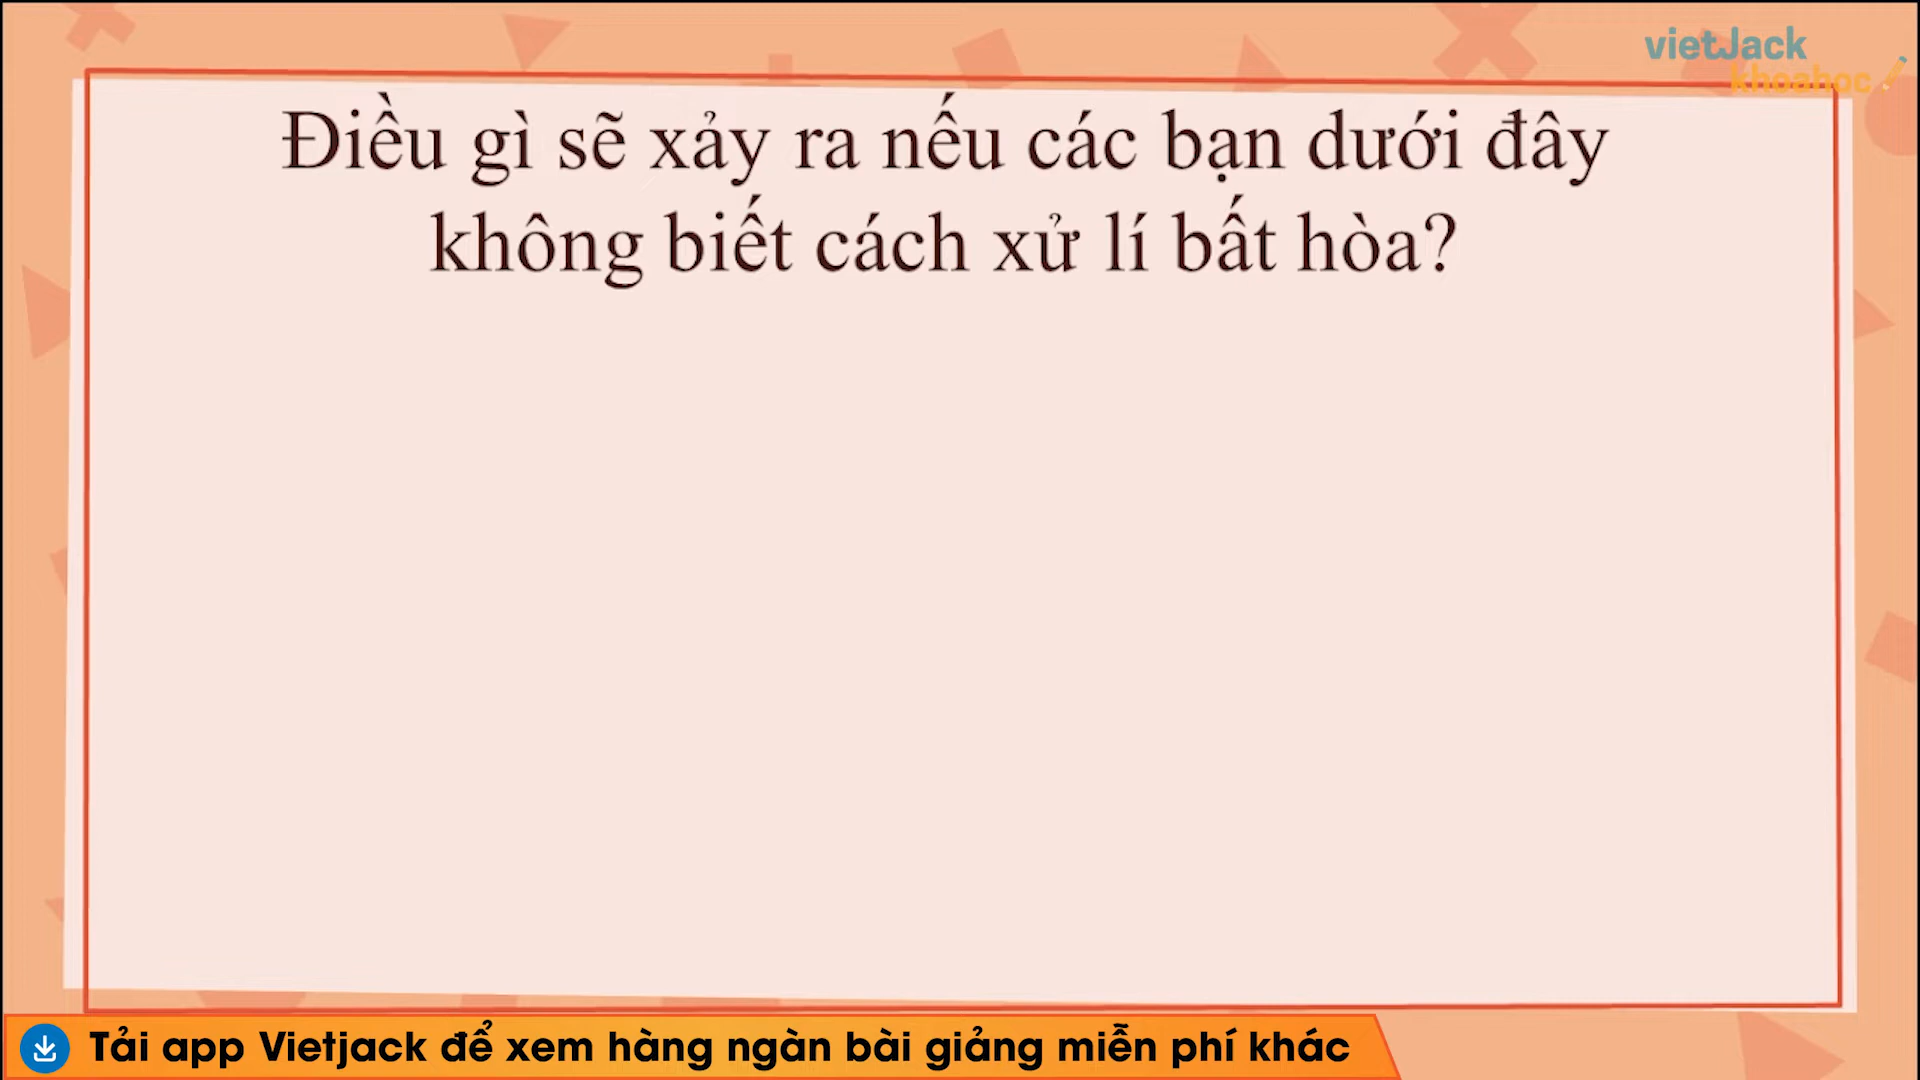 vietJack
khoahoc
Điều gì sẽ xảy ra nếu các bạn dưới đây
không biết cách xử lí bất hòa?
Tải app Vietjack để xem hàng ngàn bài giảng miễn phí khác